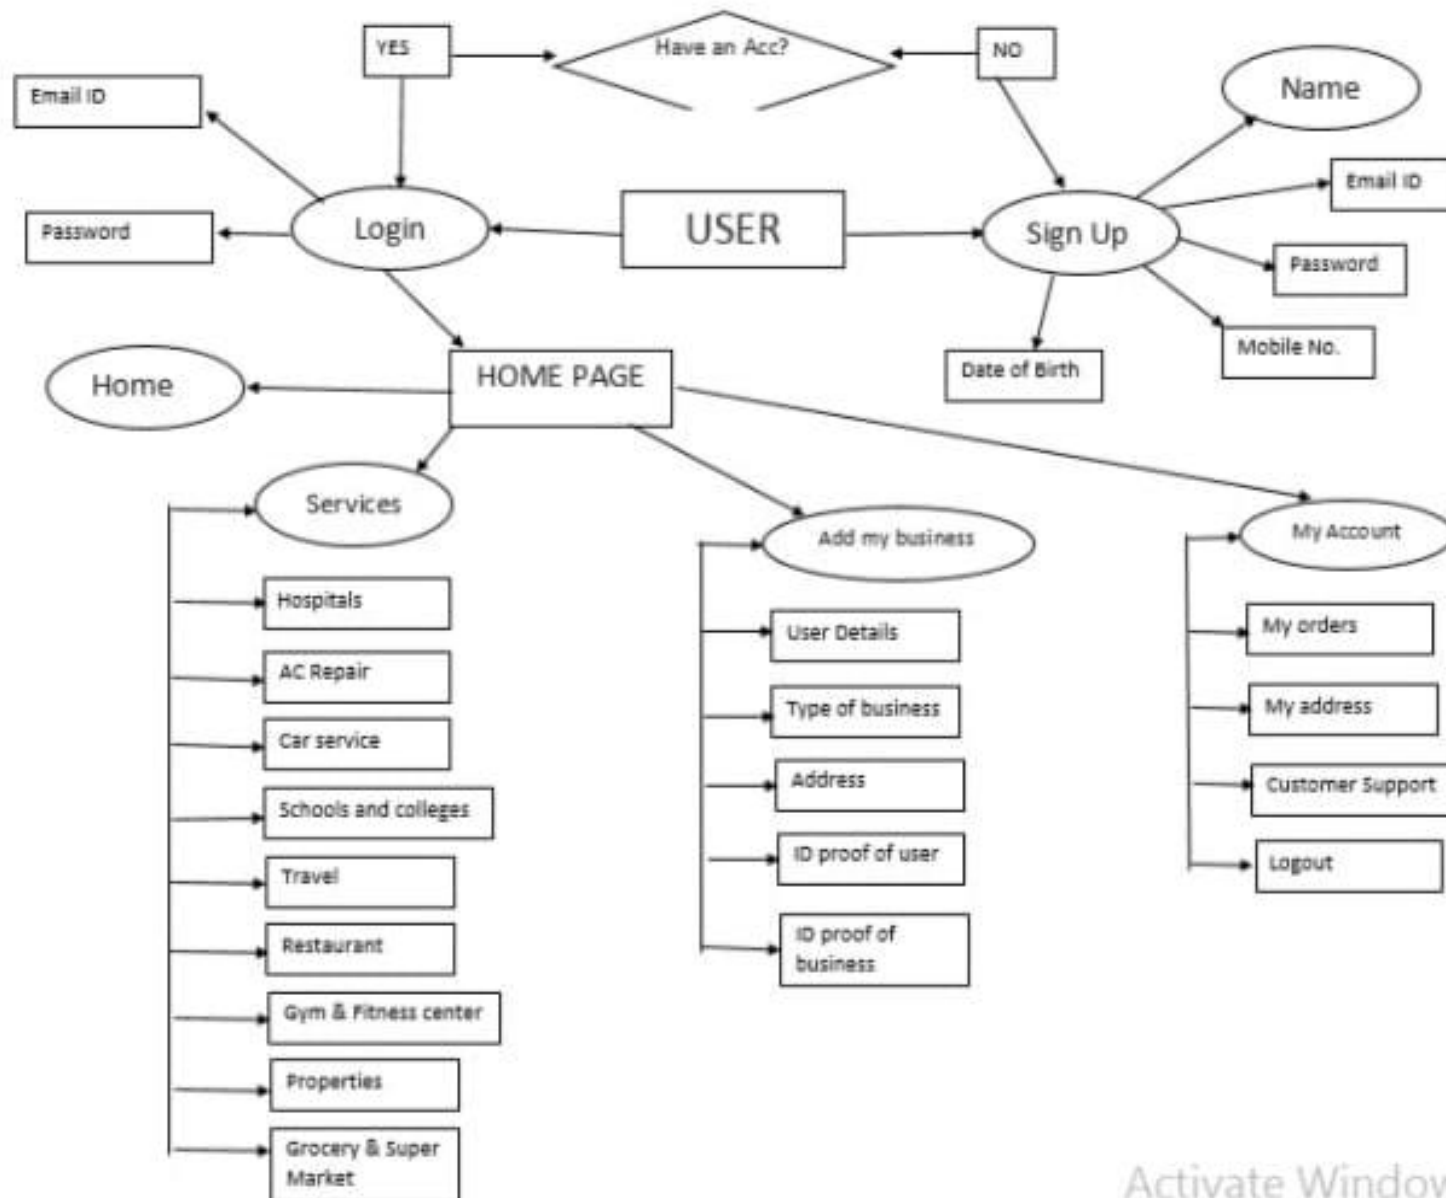 YES
Have an Acc?
NO
Name
Email ID
Email ID
Login
USER
Sign Up
Password
Password
Mobile No.
Date of Birth
Home
HOME PAGE
Services
Add my business
My Account
Hospitals
AC Repair
Car service
Schools and colleges
Travel
Restaurant
Gym & Fitness center
Properties
Grocery & Super
Market
User Details
Type of business
Address
ID proof of user
ID proof of
business
My orders
My address
Customer Support
Logout
Activate Window